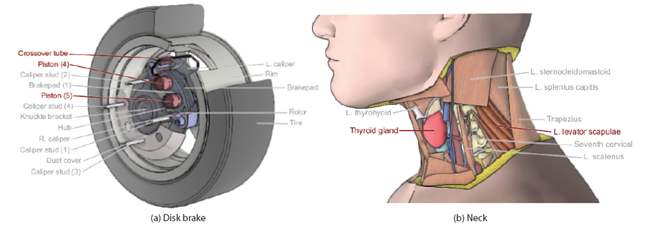 Crossover tube
Piston (4)
Caliper stud (2)
Brakepad (1)
Piston (5)
Caliper stud (4)
Knuckle bracket
Hub
R. caliper
Caliper stud (1)
Dust cover
Caliper stud (3)
L. caliper
Rim
Brakepad
Rotor
Tire
(a) Disk brake
L. thyrohyoid
Thyroid gland
L. sternocleidomastoid
L. splenius capitis
Trapezius
L. levator scapulae
Seventh cervical
L. scalenus
(b) Neck